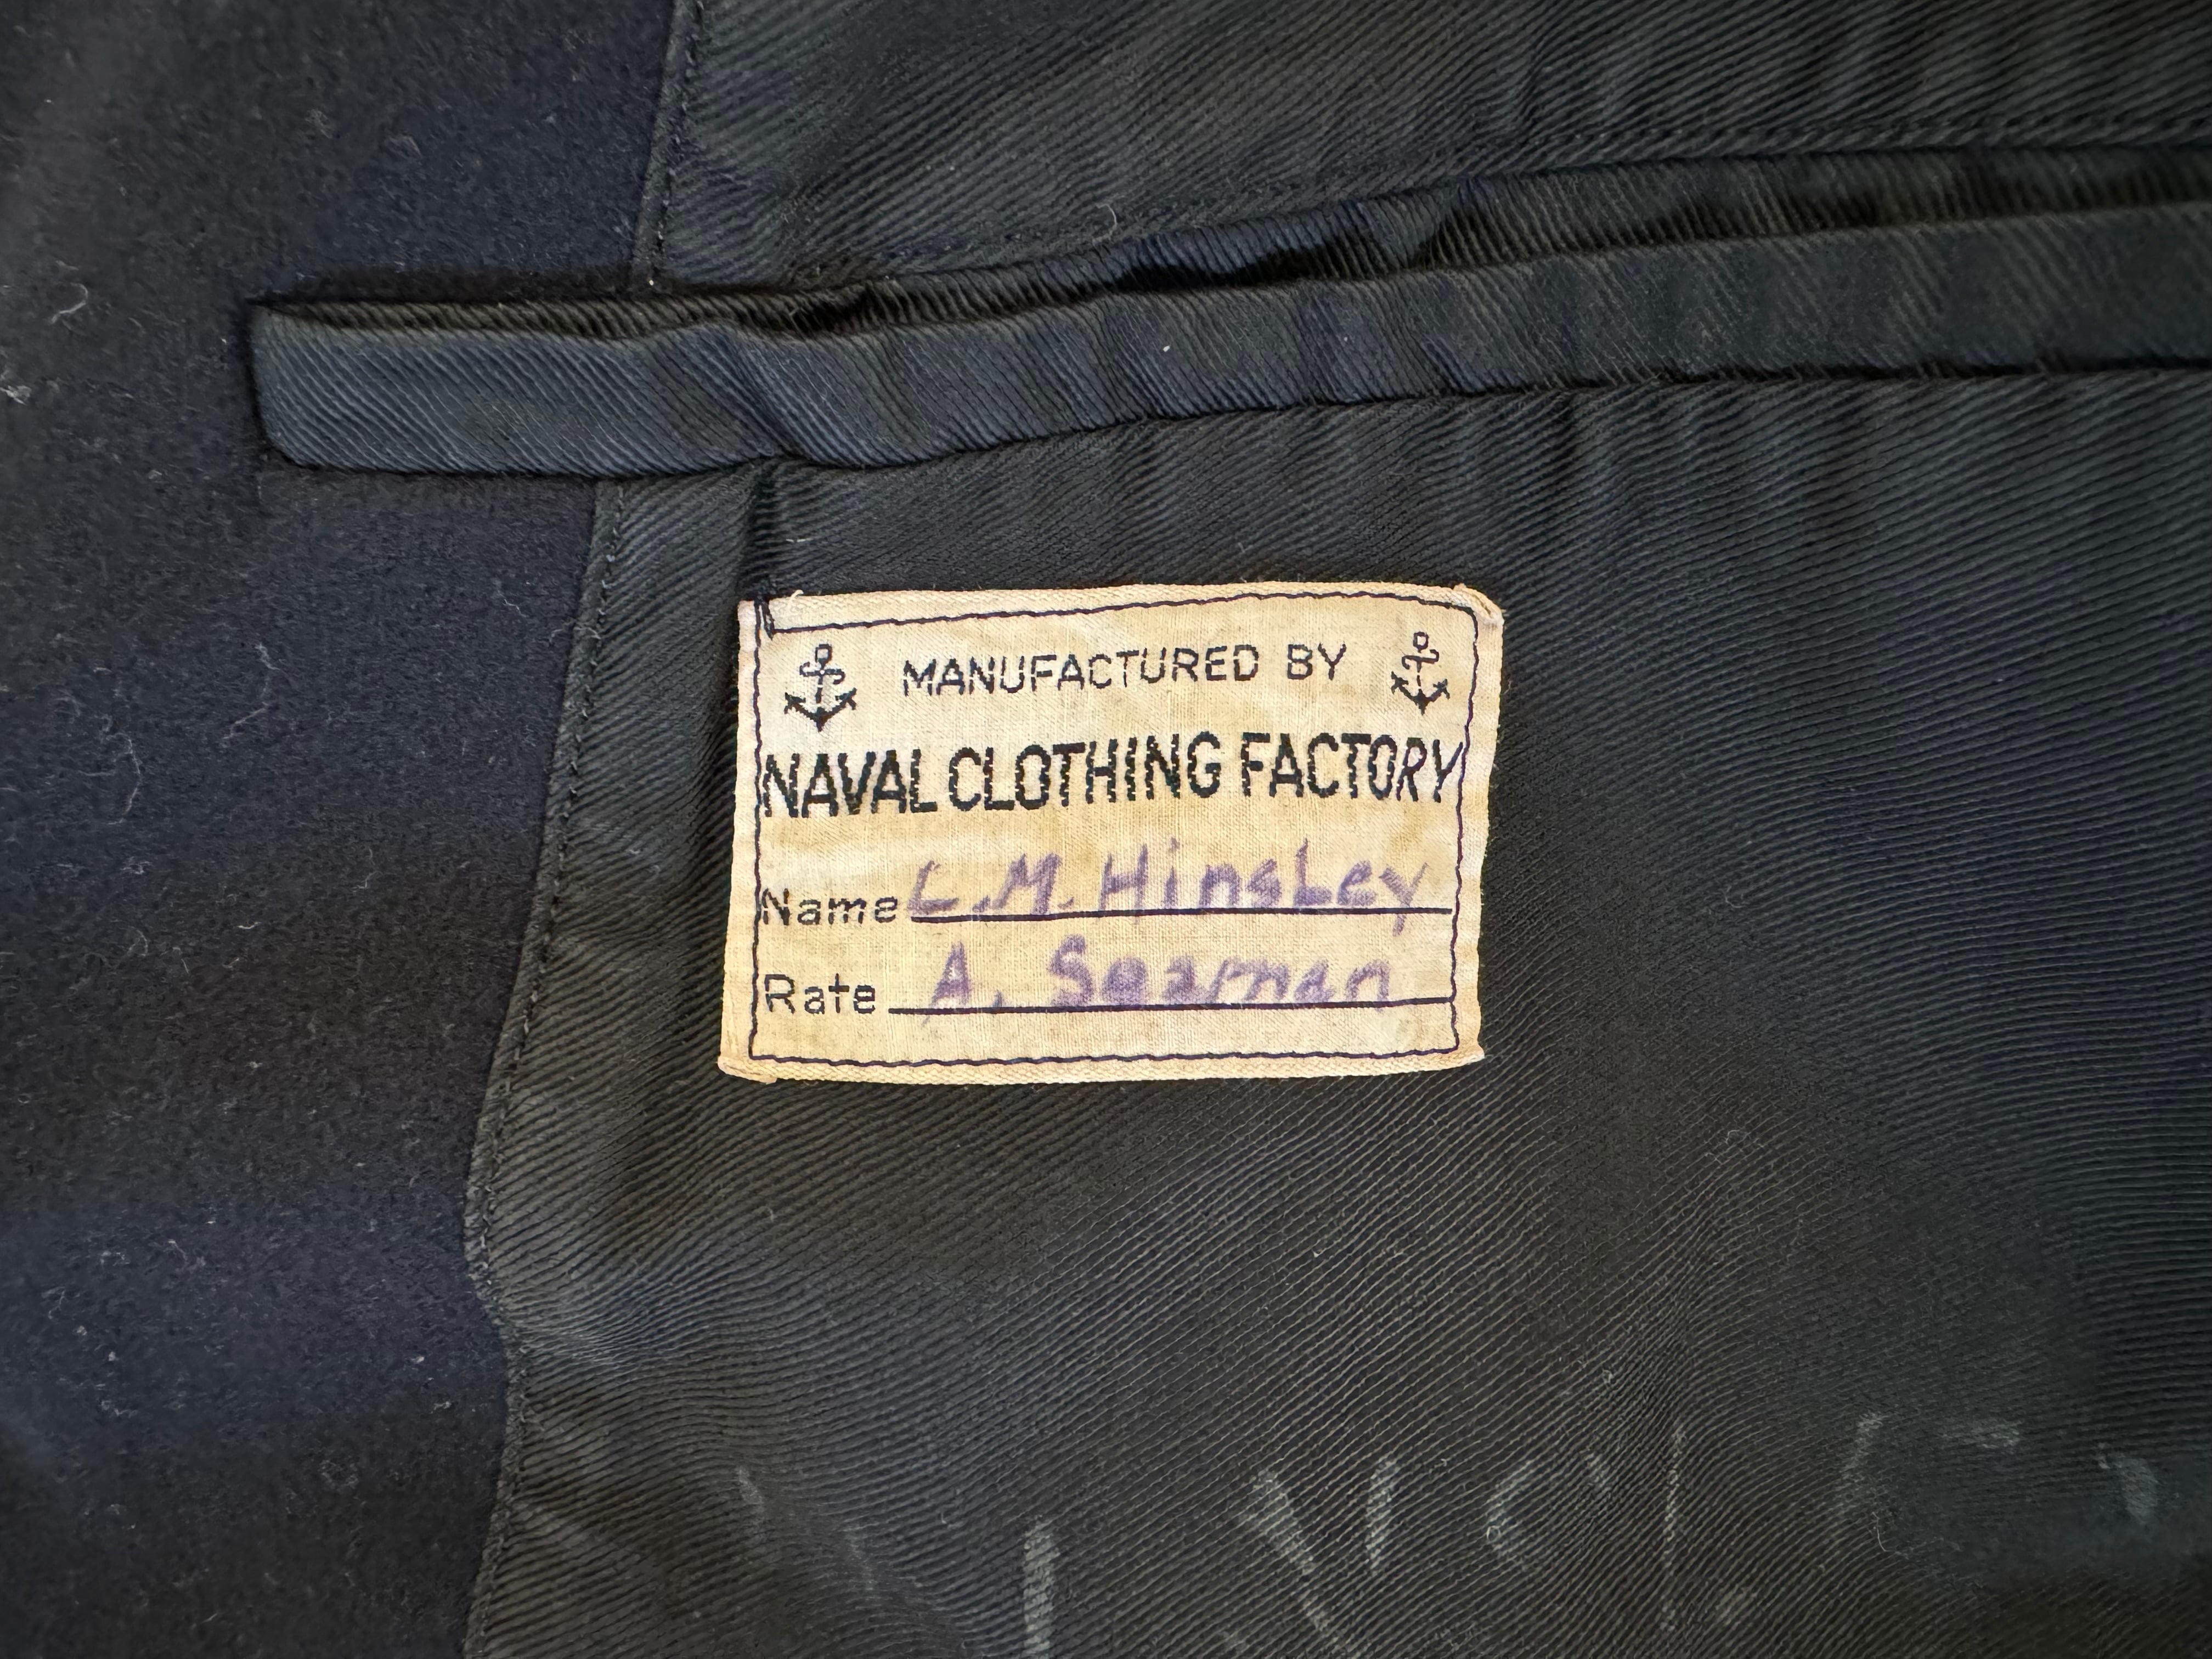 MANUFACTURED BY
NAVAL CLOTHING FACTORY
Name L.M. Hinsley
Rate A. Seaman